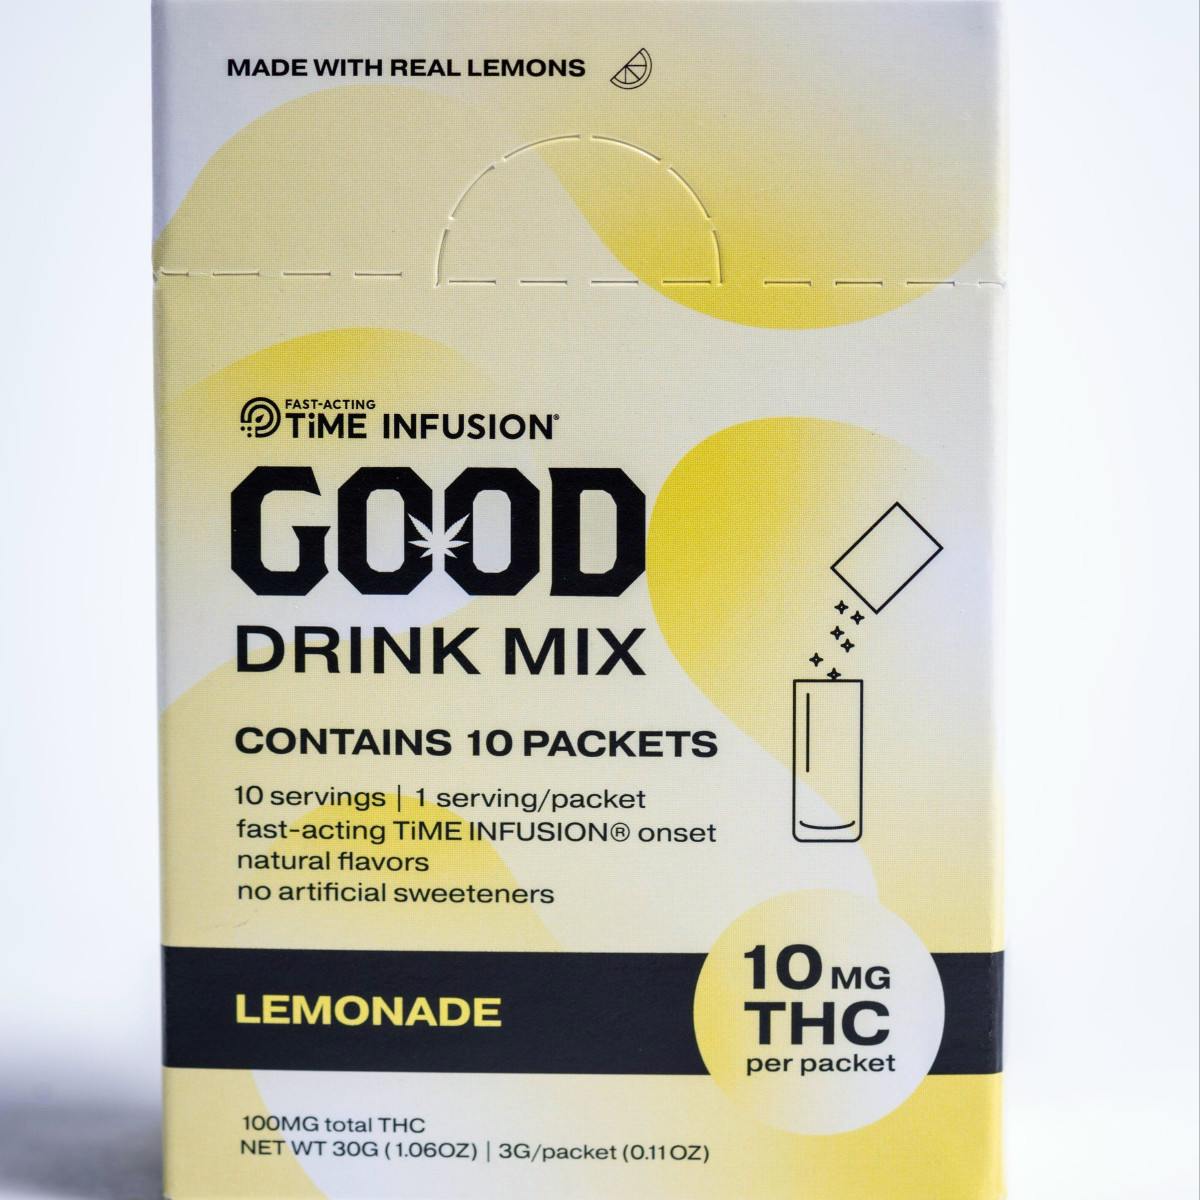 MADE WITH REAL LEMONS
FAST-ACTING
TiME INFUSION®
GOOD
DRINK MIX
CONTAINS 10 PACKETS
10 servings | 1 serving/packet
fast-acting TiME INFUSION® onset
natural flavors
no artificial sweeteners
LEMONADE
10 MG
THC
per packet
100MG total THC
NET WT 30G (1.06OZ) | 3G/packet (0.11OZ)